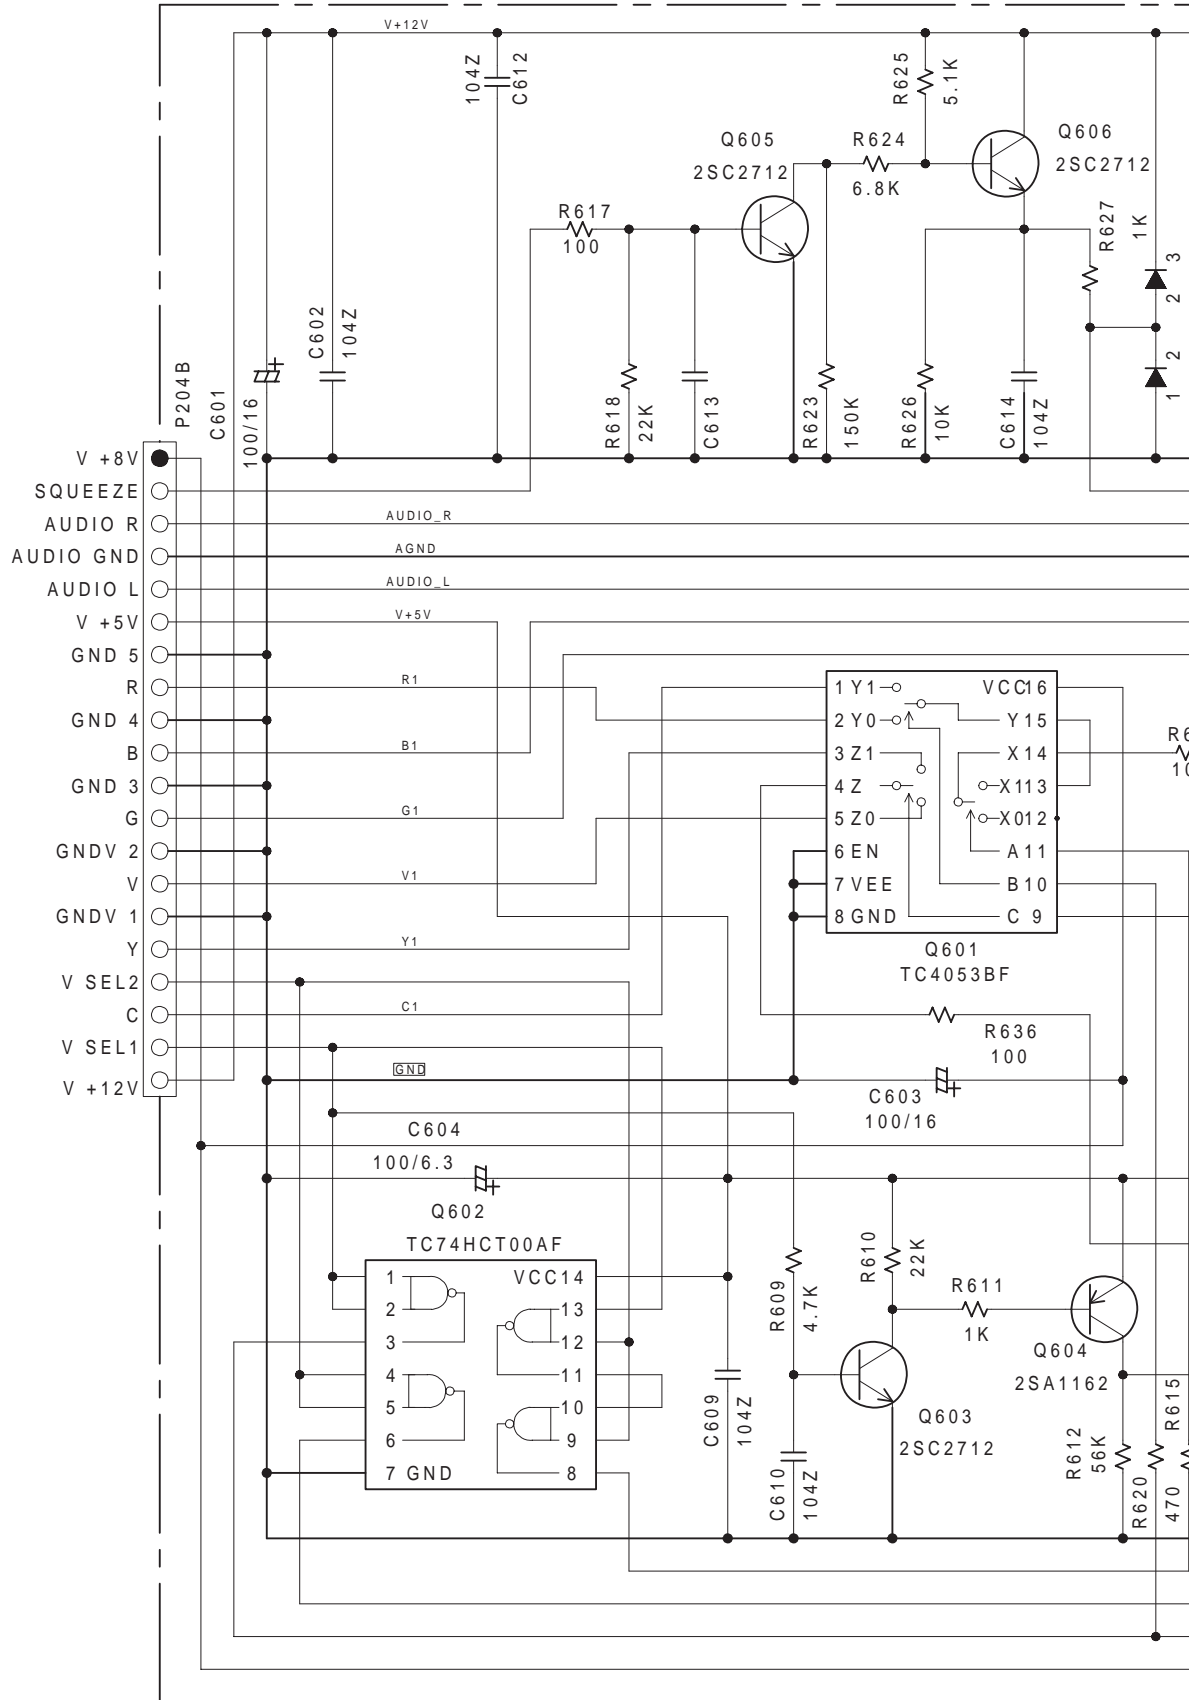 V+12V
104Z
C612
R625
5.1K
Q605
2SC2712
R624
6.8K
Q606
2SC2712
R627
1K
R617
100
3
2
C602
104Z
2
1
P204B
C601
100/16
R618
22K
C613
R623
150K
R626
10K
C614
104Z
V +8V
SQUEEZE
AUDIO R
AUDIO_R
AUDIO GND
AGND
AUDIO L
AUDIO_L
V +5V
V+5V
GND 5
R
R1
GND 4
B
B1
GND 3
G
G1
GNDV 2
V
V1
GNDV 1
Y
Y1
V SEL2
C
C1
V SEL1
GND
V +12V
1 Y1 VCC16
2 Y0 Y 15
3 Z1 X 14
4 Z X113
5 Z0 X012
6 EN A 11
7 VEE B 10
8 GND C 9
Q601
TC4053BF
R636
100
C603
100/16
C604
100/6.3
Q602
TC74HCT00AF
1 VCC14
2 13
3 12
4 11
5 10
6 9
7 GND 8
R609
4.7K
R610
22K
R611
1K
Q604
2SA1162
Q603
2SC2712
C609
104Z
C610
104Z
R612
56K
R620
R615
470